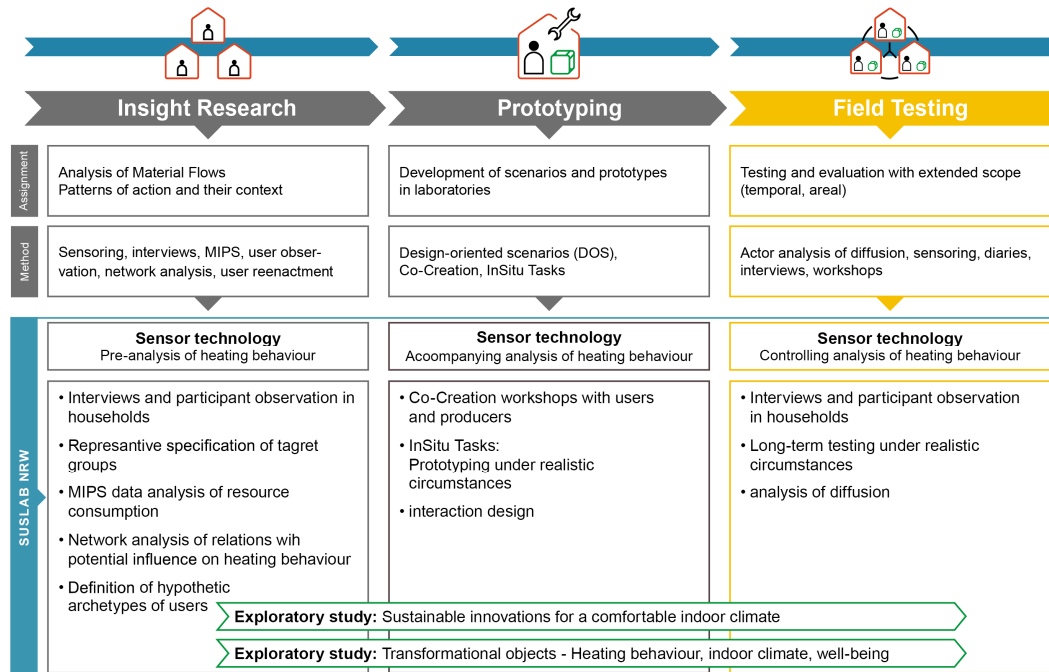 Insight Research
Prototyping
Field Testing
Assignment
Analysis of Material Flows
Patterns of action and their context
Development of scenarios and prototypes
in laboratories
Testing and evaluation with extended scope
(temporal, areal)
Method
Sensoring, interviews, MIPS, user obser-
vation, network analysis, user reenactment
Design-oriented scenarios (DOS),
Co-Creation, InSitu Tasks
Actor analysis of diffusion, sensoring, diaries,
interviews, workshops
SUSLAB NRW
Sensor technology
Pre-analysis of heating behaviour
Sensor technology
Acoompanying analysis of heating behaviour
Sensor technology
Controlling analysis of heating behaviour
• Interviews and participant observation in
households
• Represantive specification of tagret
groups
• MIPS data analysis of resource
consumption
• Network analysis of relations wih
potential influence on heating behaviour
• Definition of hypothetic
archetypes of users
• Co-Creation workshops with users
and producers
• InSitu Tasks:
Prototyping under realistic
circumstances
• interaction design
• Interviews and participant observation
in households
• Long-term testing under realistic
circumstances
• analysis of diffusion
Exploratory study: Sustainable innovations for a comfortable indoor climate
Exploratory study: Transformational objects - Heating behaviour, indoor climate, well-being